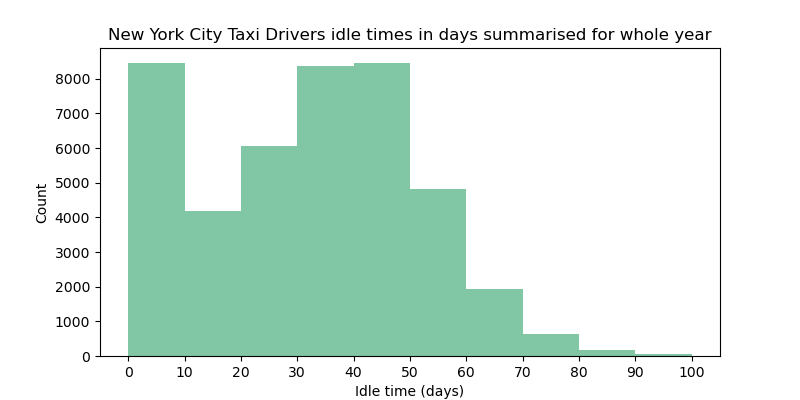 New York City Taxi Drivers idle times in days summarised for whole year
8000
7000
6000
5000
4000
3000
2000
1000
0
Count
0 10 20 30 40 50 60 70 80 90 100
Idle time (days)